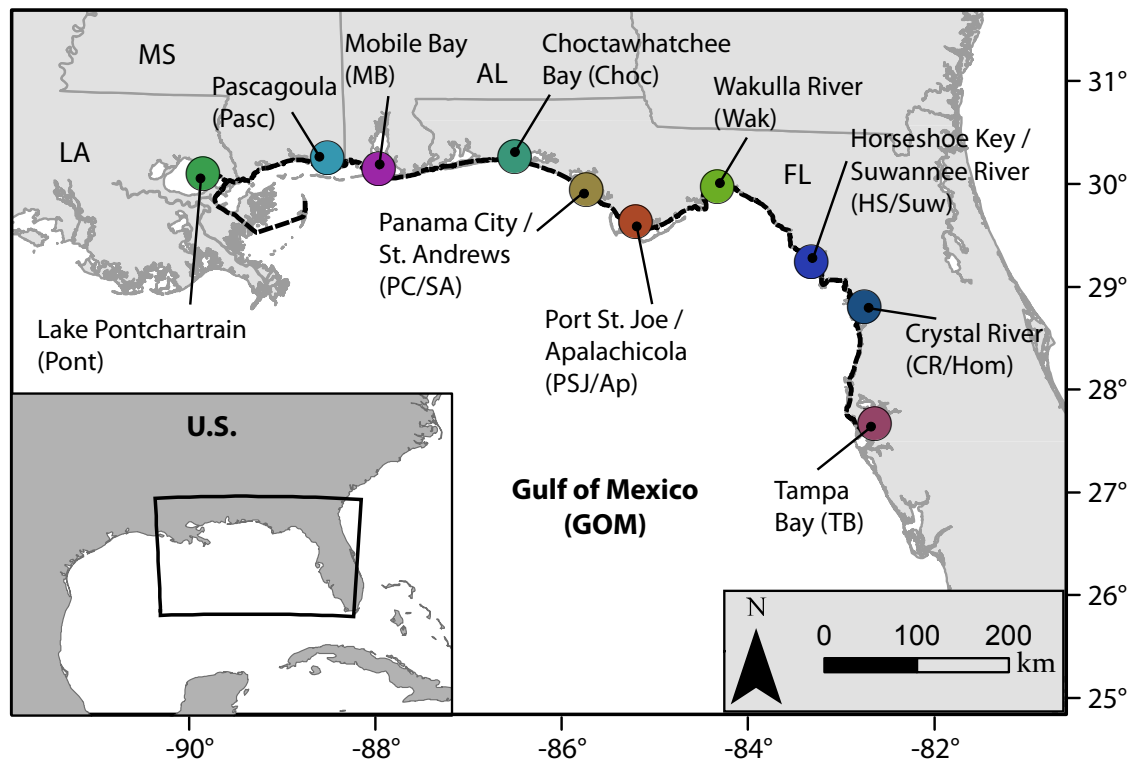 MS
Mobile Bay
(MB)
AL
Choctawhatchee
Bay (Choc)
Pascagoula
(Pasc)
Wakulla River
(Wak)
LA
FL
Horseshoe Key /
Suwannee River
(HS/Suw)
Panama City /
St. Andrews
(PC/SA)
Lake Pontchartrain
(Pont)
Port St. Joe /
Apalachicola
(PSJ/Ap)
Crystal River
(CR/Hom)
Tampa
Bay (TB)
Gulf of Mexico
(GOM)
U.S.
N
0 100 200
km
31°
30°
29°
28°
27°
26°
25°
-90° -88° -86° -84° -82°